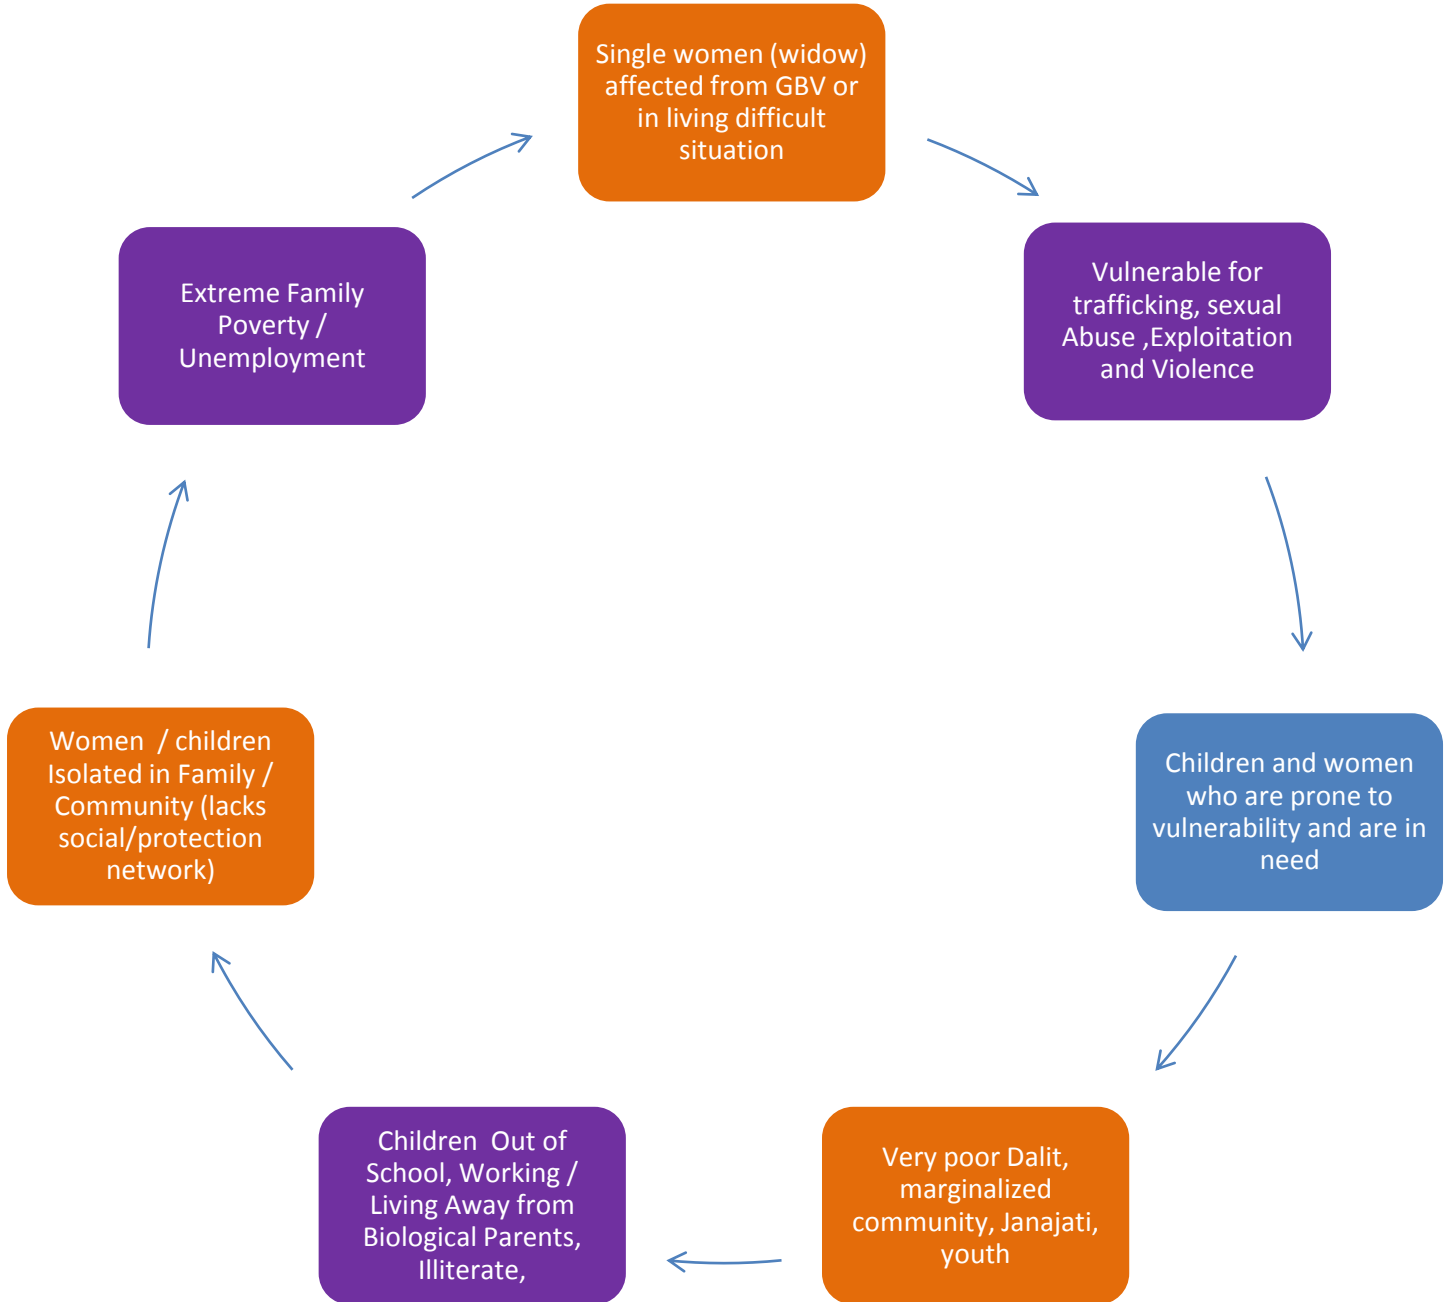 Single women (widow)
affected from GBV or
in living difficult
situation
Vulnerable for
trafficking, sexual
Abuse ,Exploitation
and Violence
Children and women
who are prone to
vulnerability and are in
need
Very poor Dalit,
marginalized
community, Janajati,
youth
Children  Out of
School, Working /
Living Away from
Biological Parents,
Illiterate,
Women  / children
Isolated in Family /
Community (lacks
social/protection
network)
Extreme Family
Poverty /
Unemployment